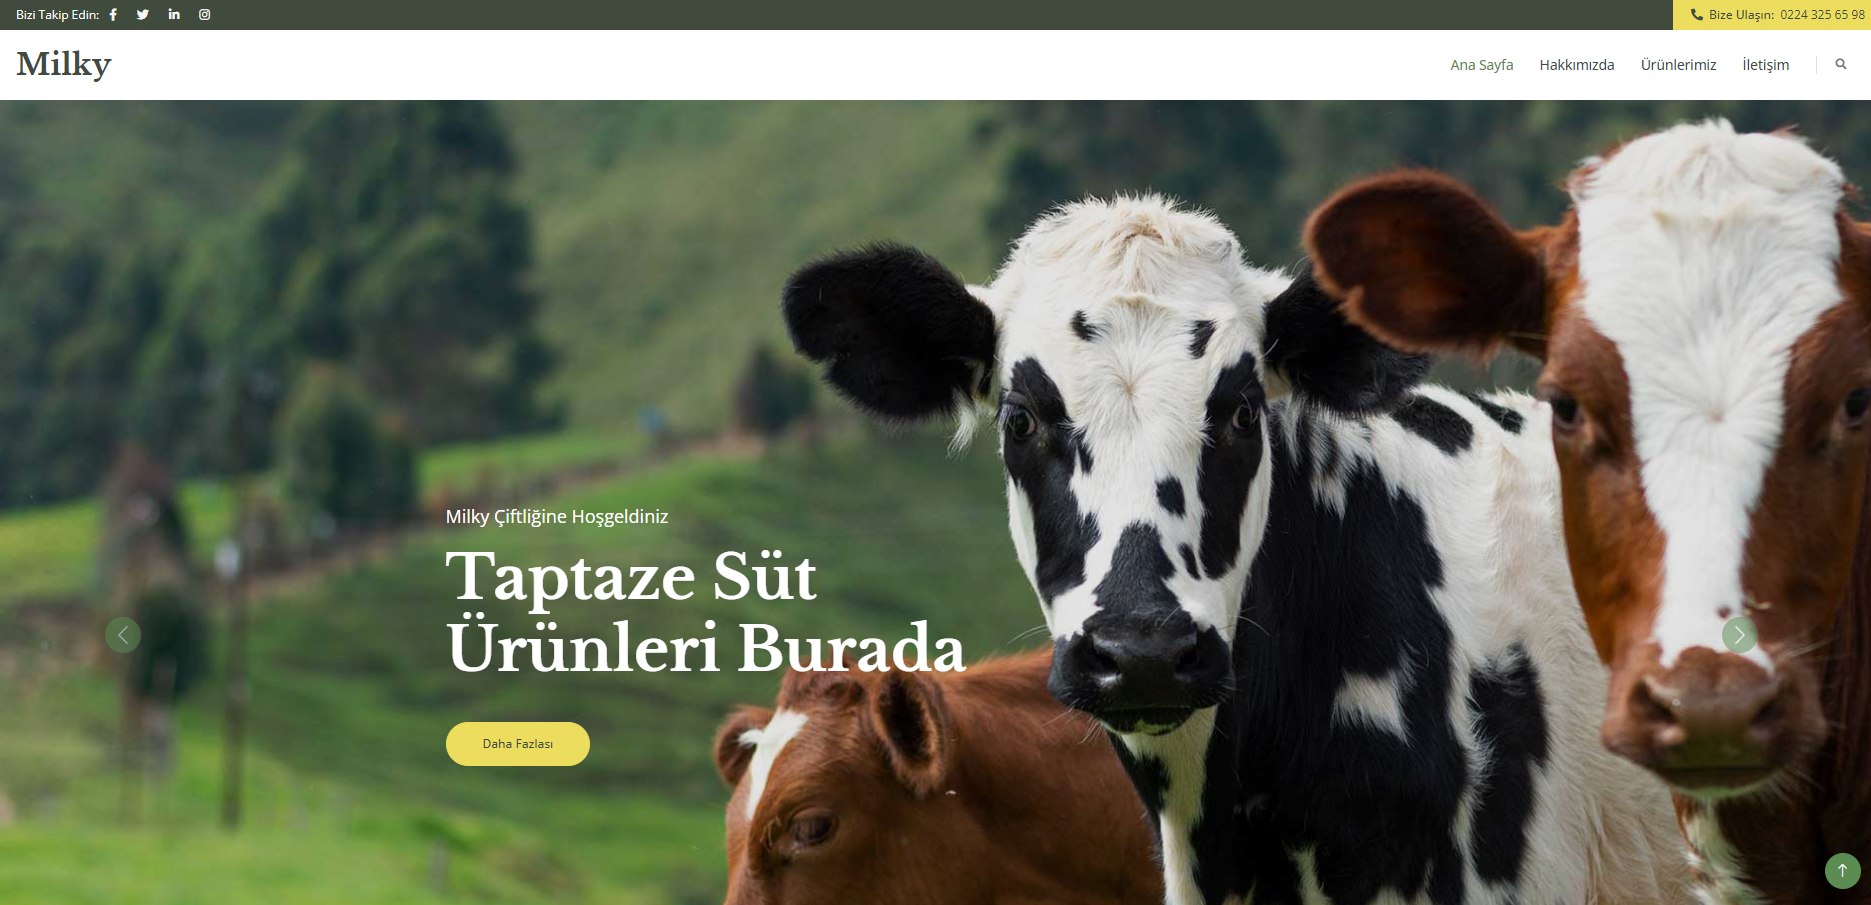 Bizi Takip Edin:
Bize Ulaşın: 0224 325 65 98
Milky
Ana Sayfa
Hakkımızda
Ürünlerimiz
İletişim
Milky Çiftliğine Hoşgeldiniz
Taptaze Süt
Ürünleri Burada
Daha Fazlası